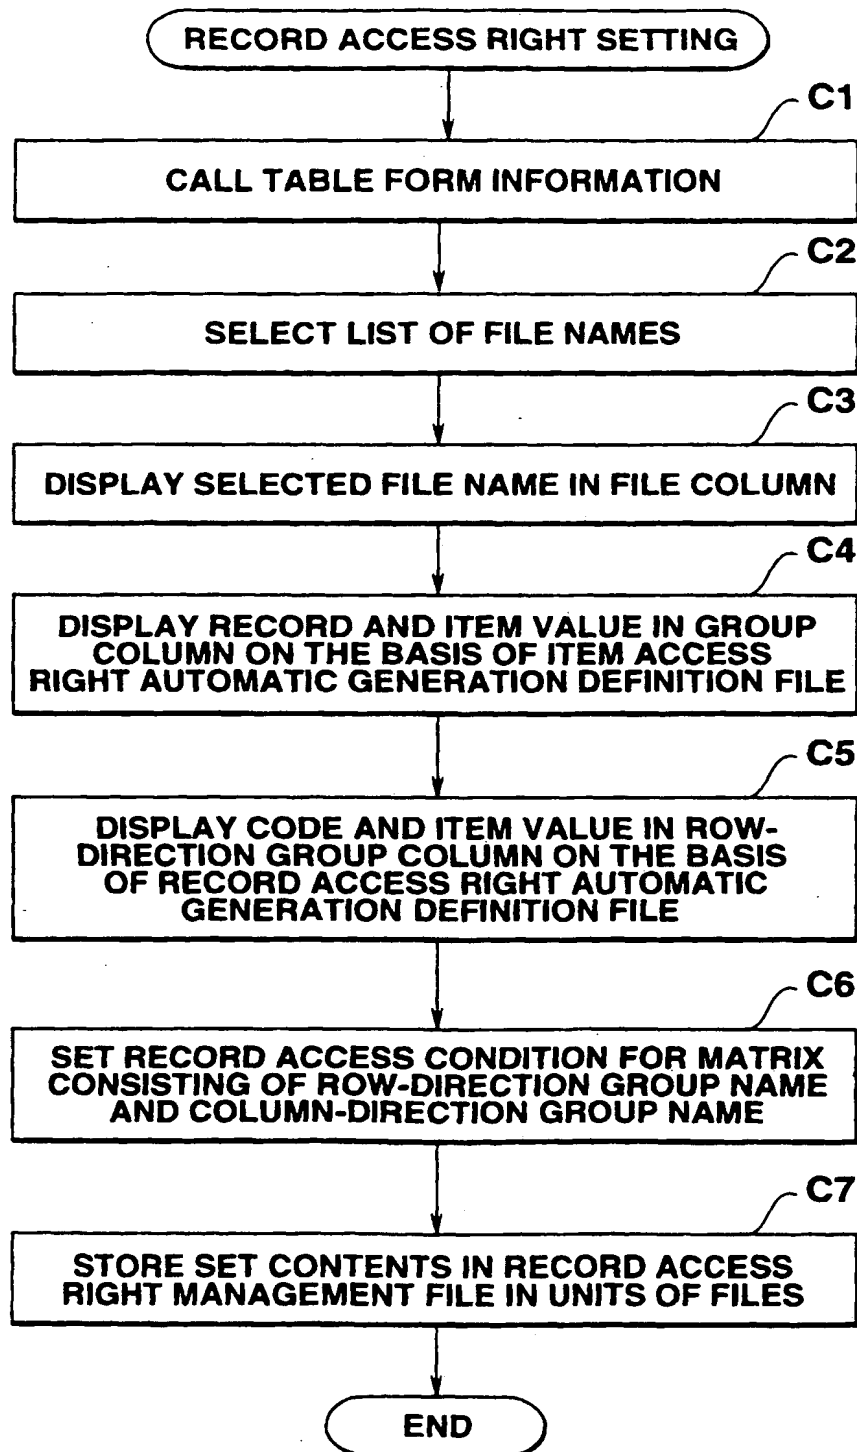 RECORD ACCESS RIGHT SETTING
C1
CALL TABLE FORM INFORMATION
C2
SELECT LIST OF FILE NAMES
C3
DISPLAY SELECTED FILE NAME IN FILE COLUMN
C4
DISPLAY RECORD AND ITEM VALUE IN GROUP
COLUMN ON THE BASIS OF ITEM ACCESS
RIGHT AUTOMATIC GENERATION DEFINITION FILE
C5
DISPLAY CODE AND ITEM VALUE IN ROW-
DIRECTION GROUP COLUMN ON THE BASIS
OF RECORD ACCESS RIGHT AUTOMATIC
GENERATION DEFINITION FILE
C6
SET RECORD ACCESS CONDITION FOR MATRIX
CONSISTING OF ROW-DIRECTION GROUP NAME
AND COLUMN-DIRECTION GROUP NAME
C7
STORE SET CONTENTS IN RECORD ACCESS
RIGHT MANAGEMENT FILE IN UNITS OF FILES
END